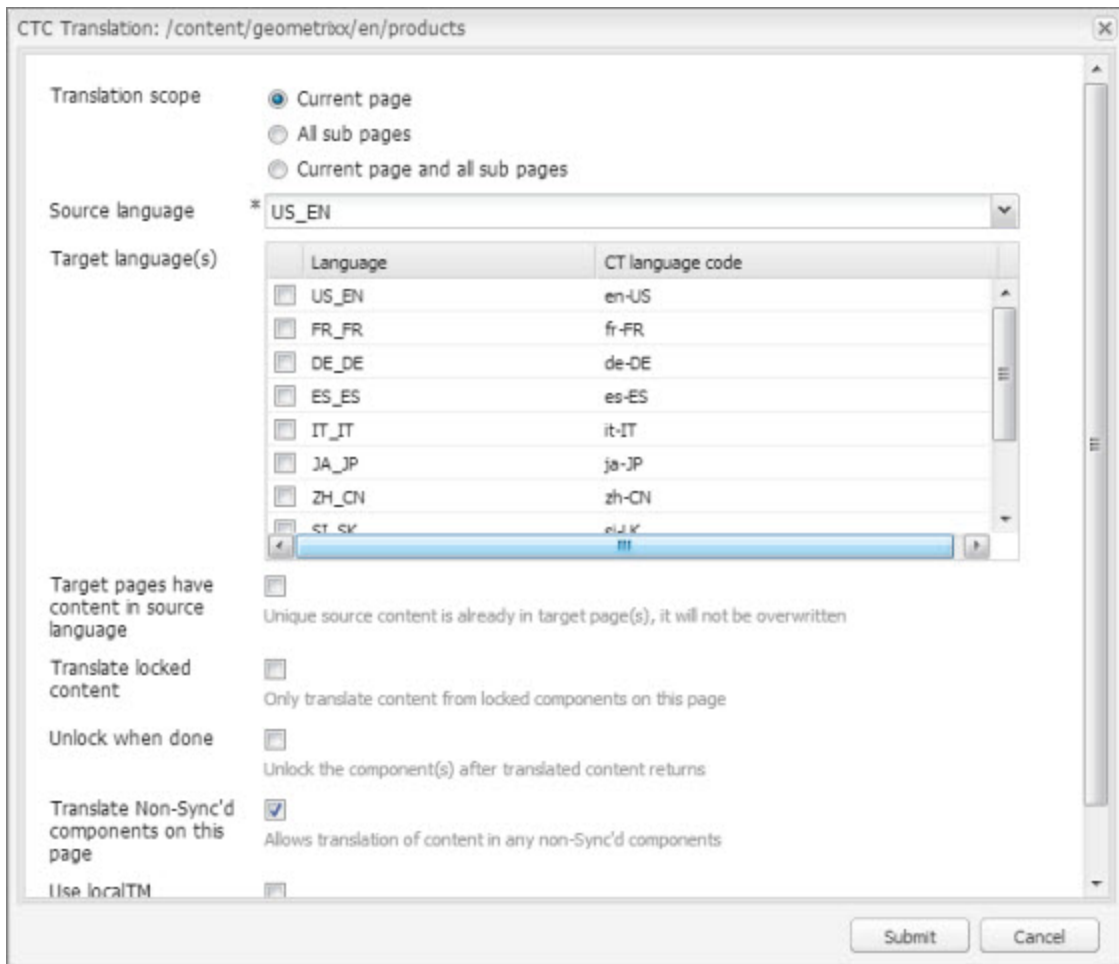 CTC Translation: /content/geometrixx/en/products
Translation scope
Current page
All sub pages
Current page and all sub pages
Source language * US_EN
Target language(s)
Language CT language code
US_EN en-US
FR_FR fr-FR
DE_DE de-DE
ES_ES es-ES
IT_IT it-IT
JA_JP ja-JP
ZH_CN zh-CN
SI_SK si-LK
Target pages have
content in source
language
Unique source content is already in target page(s), it will not be overwritten
Translate locked
content
Only translate content from locked components on this page
Unlock when done
Unlock the component(s) after translated content returns
Translate Non-Sync'd
components on this
page
Allows translation of content in any non-Sync'd components
Use localTM
Submit Cancel